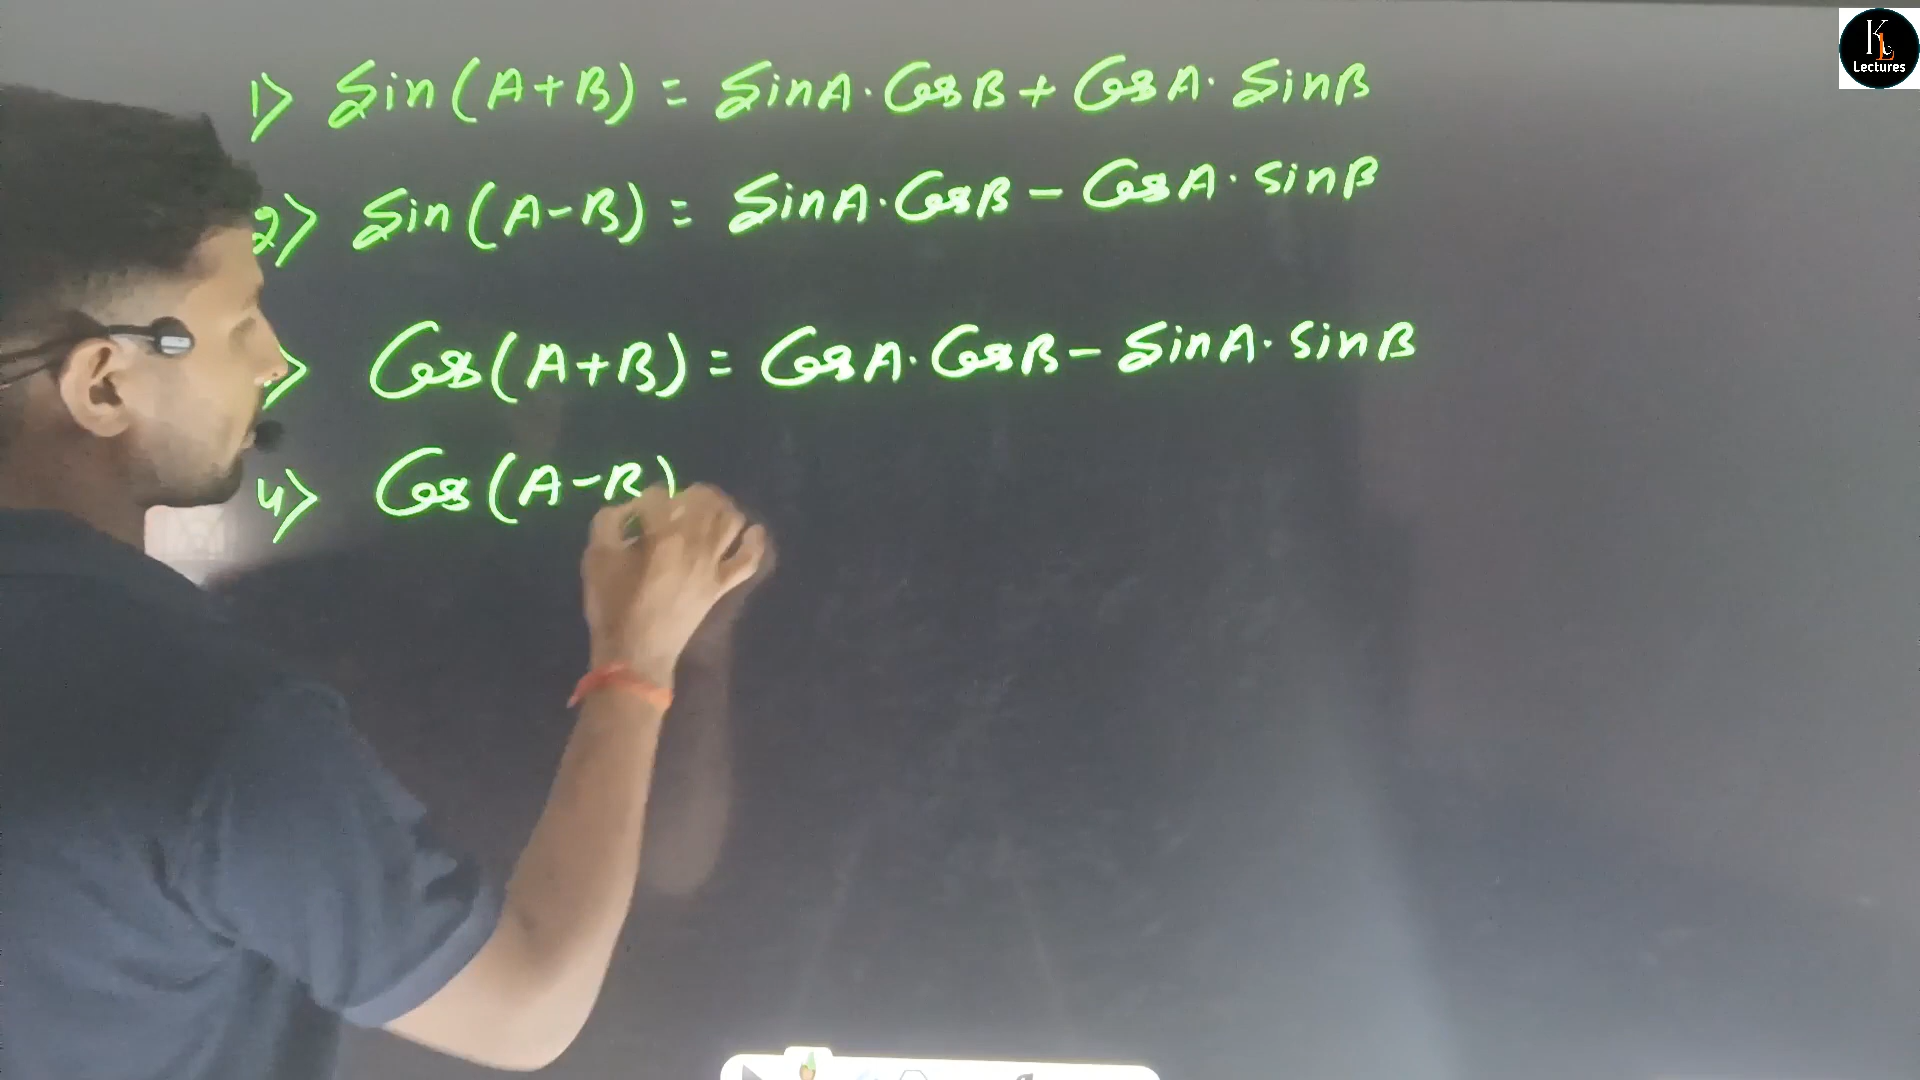 KL
Lectures
1> Sin(A+B) = SinA·CosB + CosA·SinB
2> Sin(A-B) = SinA·CosB - CosA·sinB
> Cos(A+B) = CosA·CosB - SinA·sinB
4> Cos(A-B)